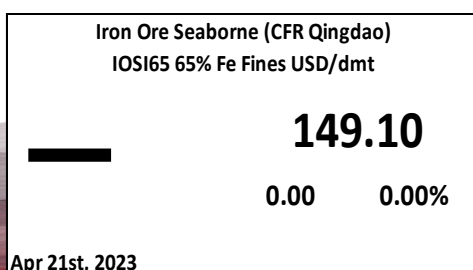 Iron Ore Seaborne (CFR Qingdao)
IOSI65 65% Fe Fines USD/dmt
149.10
0.00 0.00%
Apr 21st, 2023